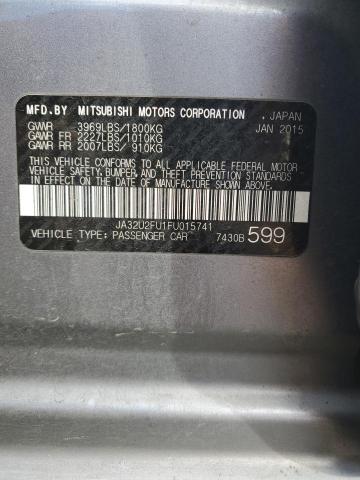 MFD.BY MITSUBISHI MOTORS CORPORATION JAPAN
GVWR 3969LBS/1800KG JAN 2015
GAWR FR 2227LBS/1010KG
GAWR RR 2007LBS/ 910KG
THIS VEHICLE CONFORMS TO ALL APPLICABLE FEDERAL MOTOR
VEHICLE SAFETY, BUMPER, AND THEFT PREVENTION STANDARDS
IN EFFECT ON THE DATE OF MANUFACTURE SHOWN ABOVE.
JA32U2FU1FU015741
VEHICLE TYPE: PASSENGER CAR 7430B 599